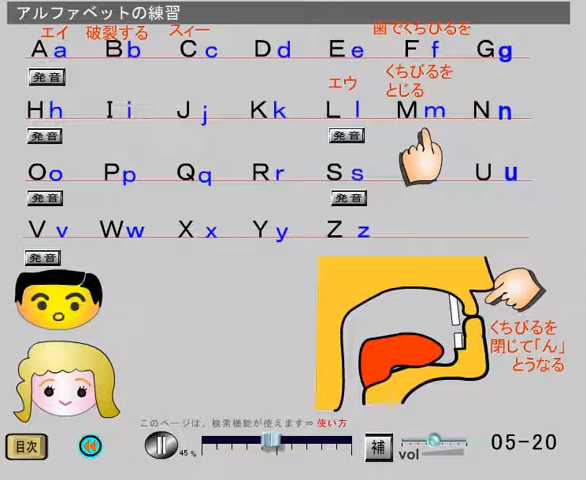 アルファベットの練習
エイ 破裂する スィー 歯でくちびるを
A a B b C c D d E e F f G g
発音 エウ くちびるを
とじる
H h I i J j K k L l M m N n
発音 発音
O o P p Q q R r S s U u
発音 発音
V v W w X x Y y Z z
発音
くちびるを
閉じて「ん」
とうなる
このページは、検索機能が使えます⇒ 使い方
目次 45 % 補 vol 05-20